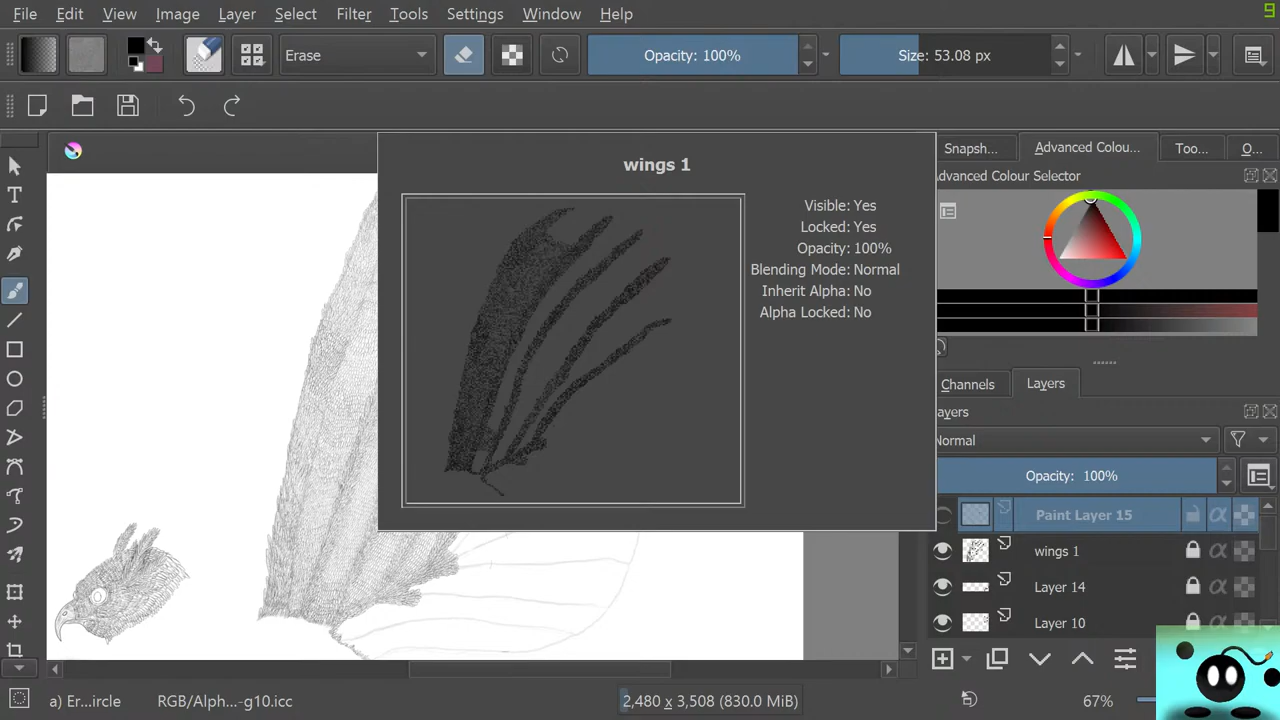 File Edit View Image Layer Select Filter Tools Settings Window Help
9
Erase
Opacity: 100%
Size: 53.08 px
wings 1
Visible: Yes
Locked: Yes
Opacity: 100%
Blending Mode: Normal
Inherit Alpha: No
Alpha Locked: No
Snapsh... Advanced Colou... Too... O...
Advanced Colour Selector
Channels Layers
ayers
Normal
Opacity: 100%
Paint Layer 15
wings 1
Layer 14
Layer 10
a) Er...ircle
RGB/Alph...-g10.icc
2,480 x 3,508 (830.0 MiB)
67%